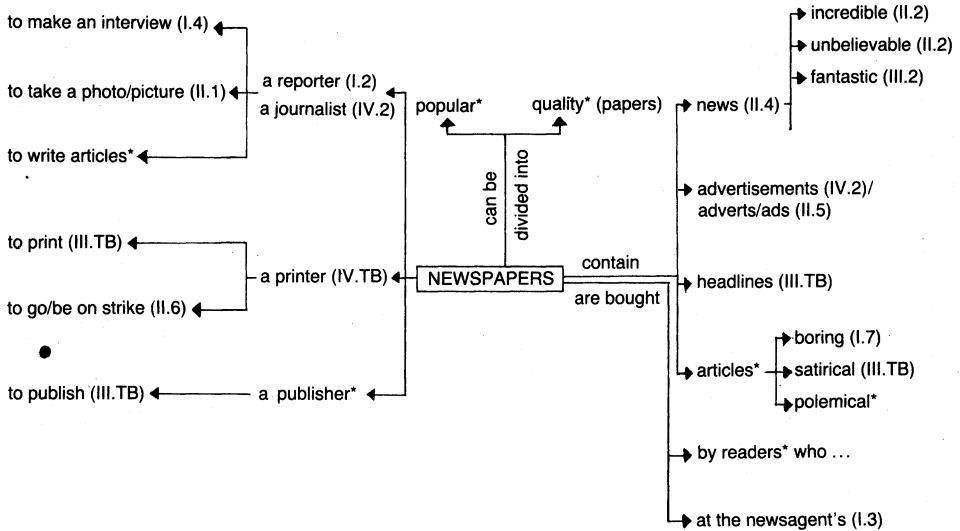 to make an interview (I.4)
to take a photo/picture (II.1)
to write articles*
a reporter (I.2)
a journalist (IV.2)
to print (III.TB)
to go/be on strike (II.6)
a printer (IV.TB)
to publish (III.TB)
a publisher*
popular*
quality* (papers)
can be
divided into
NEWSPAPERS
contain
are bought
news (II.4)
incredible (II.2)
unbelievable (II.2)
fantastic (III.2)
advertisements (IV.2)/
adverts/ads (II.5)
headlines (III.TB)
articles*
boring (I.7)
satirical (III.TB)
polemical*
by readers* who ...
at the newsagent's (I.3)